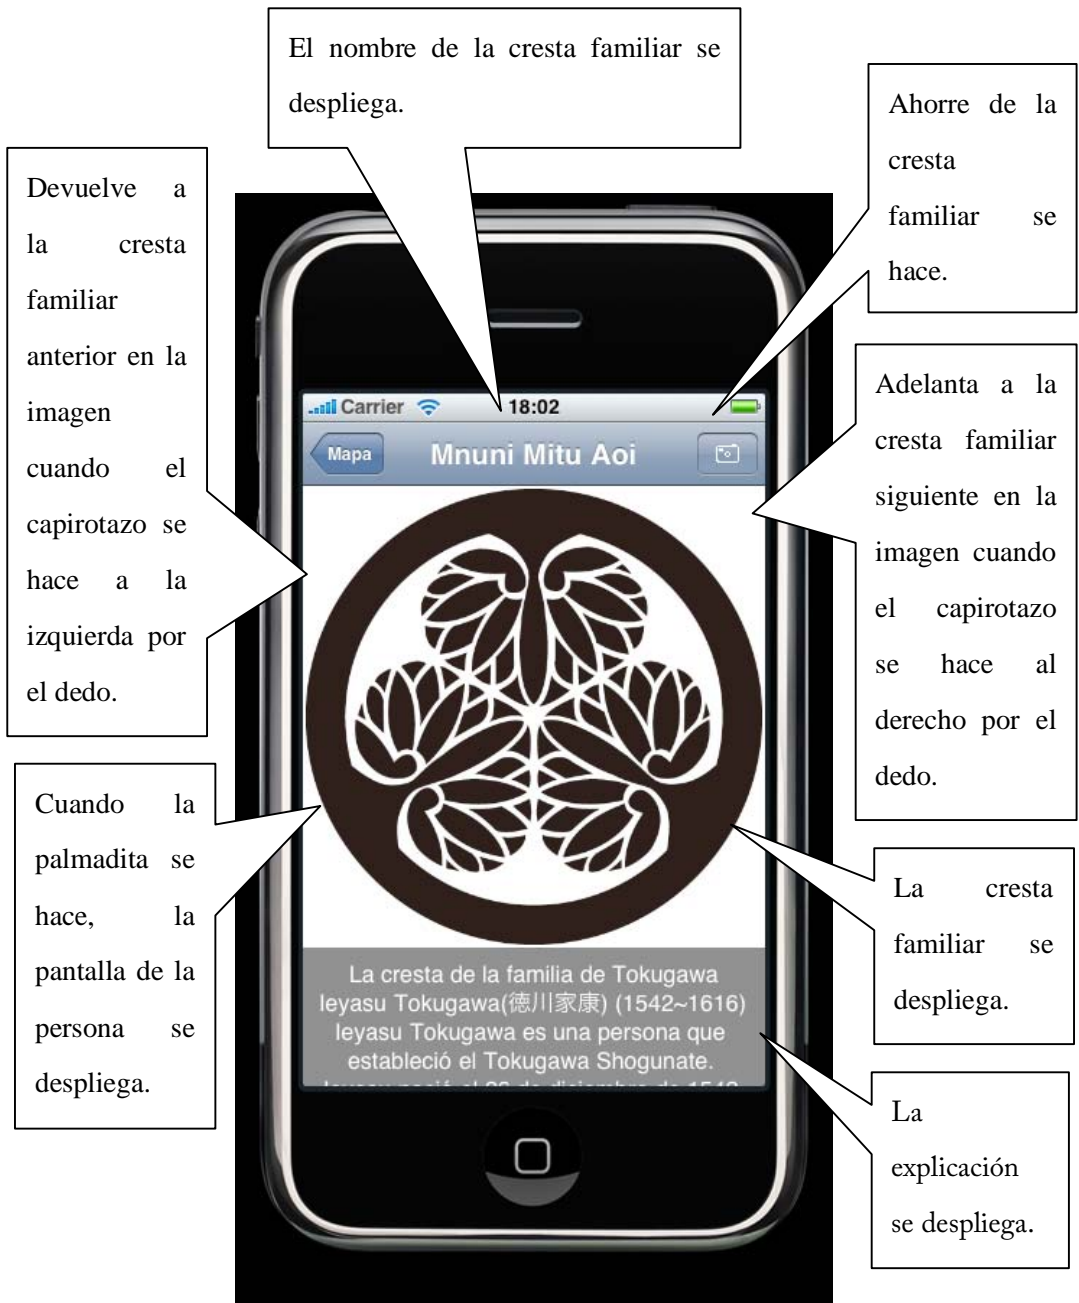 El nombre de la cresta familiar se
despliega.
Ahorre de la
cresta
familiar se
hace.
Devuelve a
la cresta
familiar
anterior en la
imagen
cuando el
capirotazo se
hace a la
izquierda por
el dedo.
Adelanta a la
cresta familiar
siguiente en la
imagen cuando
el capirotazo
se hace al
derecho por el
dedo.
Carrier 18:02
Mapa Mnuni Mitu Aoi
Cuando la
palmadita se
hace, la
pantalla de la
persona se
despliega.
La cresta
familiar se
despliega.
La cresta de la familia de Tokugawa
Ieyasu Tokugawa(徳川家康) (1542~1616)
Ieyasu Tokugawa es una persona que
estableció el Tokugawa Shogunate.
La
explicación
se despliega.